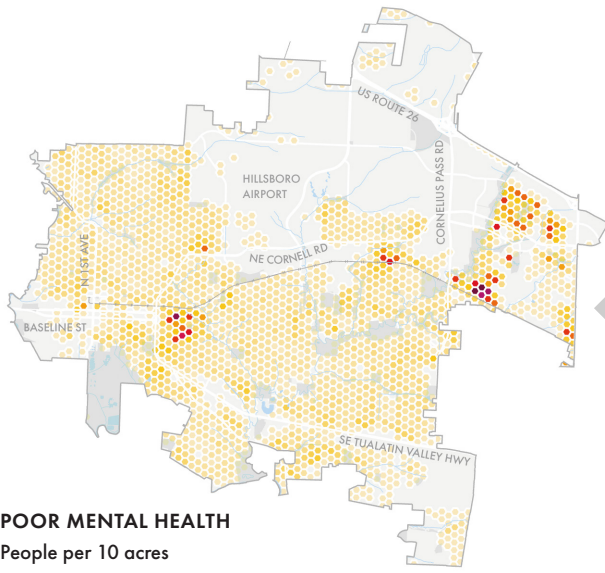 US ROUTE 26
CORNELIUS PASS RD
HILLSBORO
AIRPORT
N 1ST AVE
NE CORNELL RD
BASELINE ST
SE TUALATIN VALLEY HWY
POOR MENTAL HEALTH
People per 10 acres